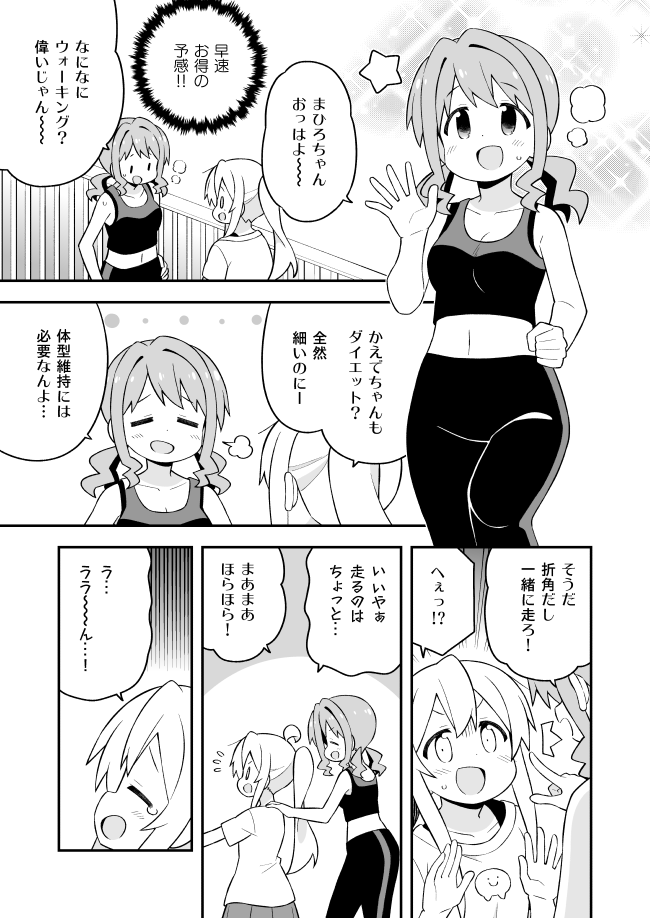 まひろちゃん
おっはよ〜〜
早速
お得の
予感!!
なになに
ウォーキング?
偉いじゃん〜〜
かえでちゃんも
ダイエット?
全然
細いのにー
体型維持には
必要なんよ…
そうだ
折角だし
一緒に走ろ!
へぇっ!?
いいやぁ
走るのは
ちょっと…
まあまあ
ほらほら!
う…
うう〜〜ん…!